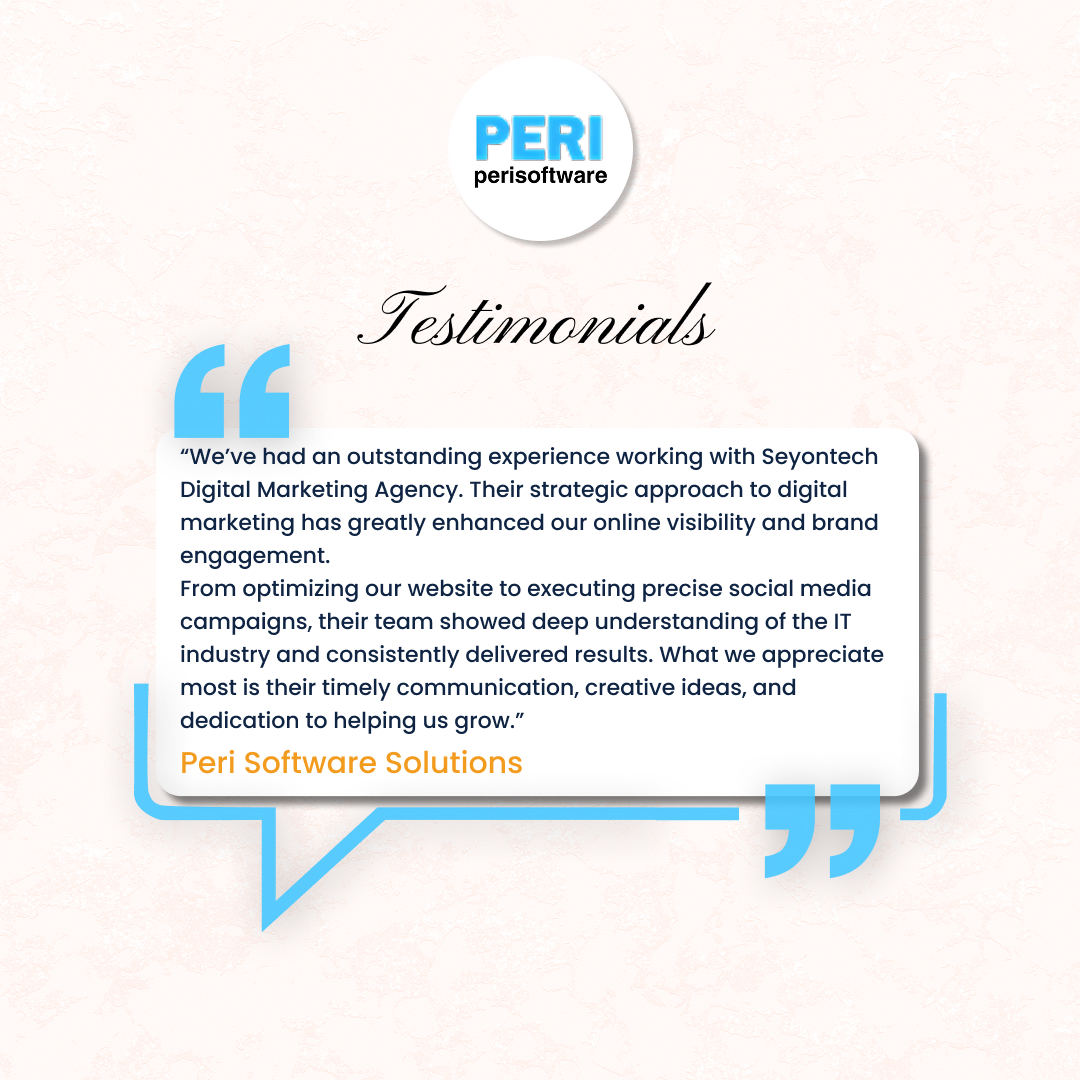 PERI
perisoftware
Testimonials
“We’ve had an outstanding experience working with Seyontech
Digital Marketing Agency. Their strategic approach to digital
marketing has greatly enhanced our online visibility and brand
engagement.
From optimizing our website to executing precise social media
campaigns, their team showed deep understanding of the IT
industry and consistently delivered results. What we appreciate
most is their timely communication, creative ideas, and
dedication to helping us grow.”
Peri Software Solutions